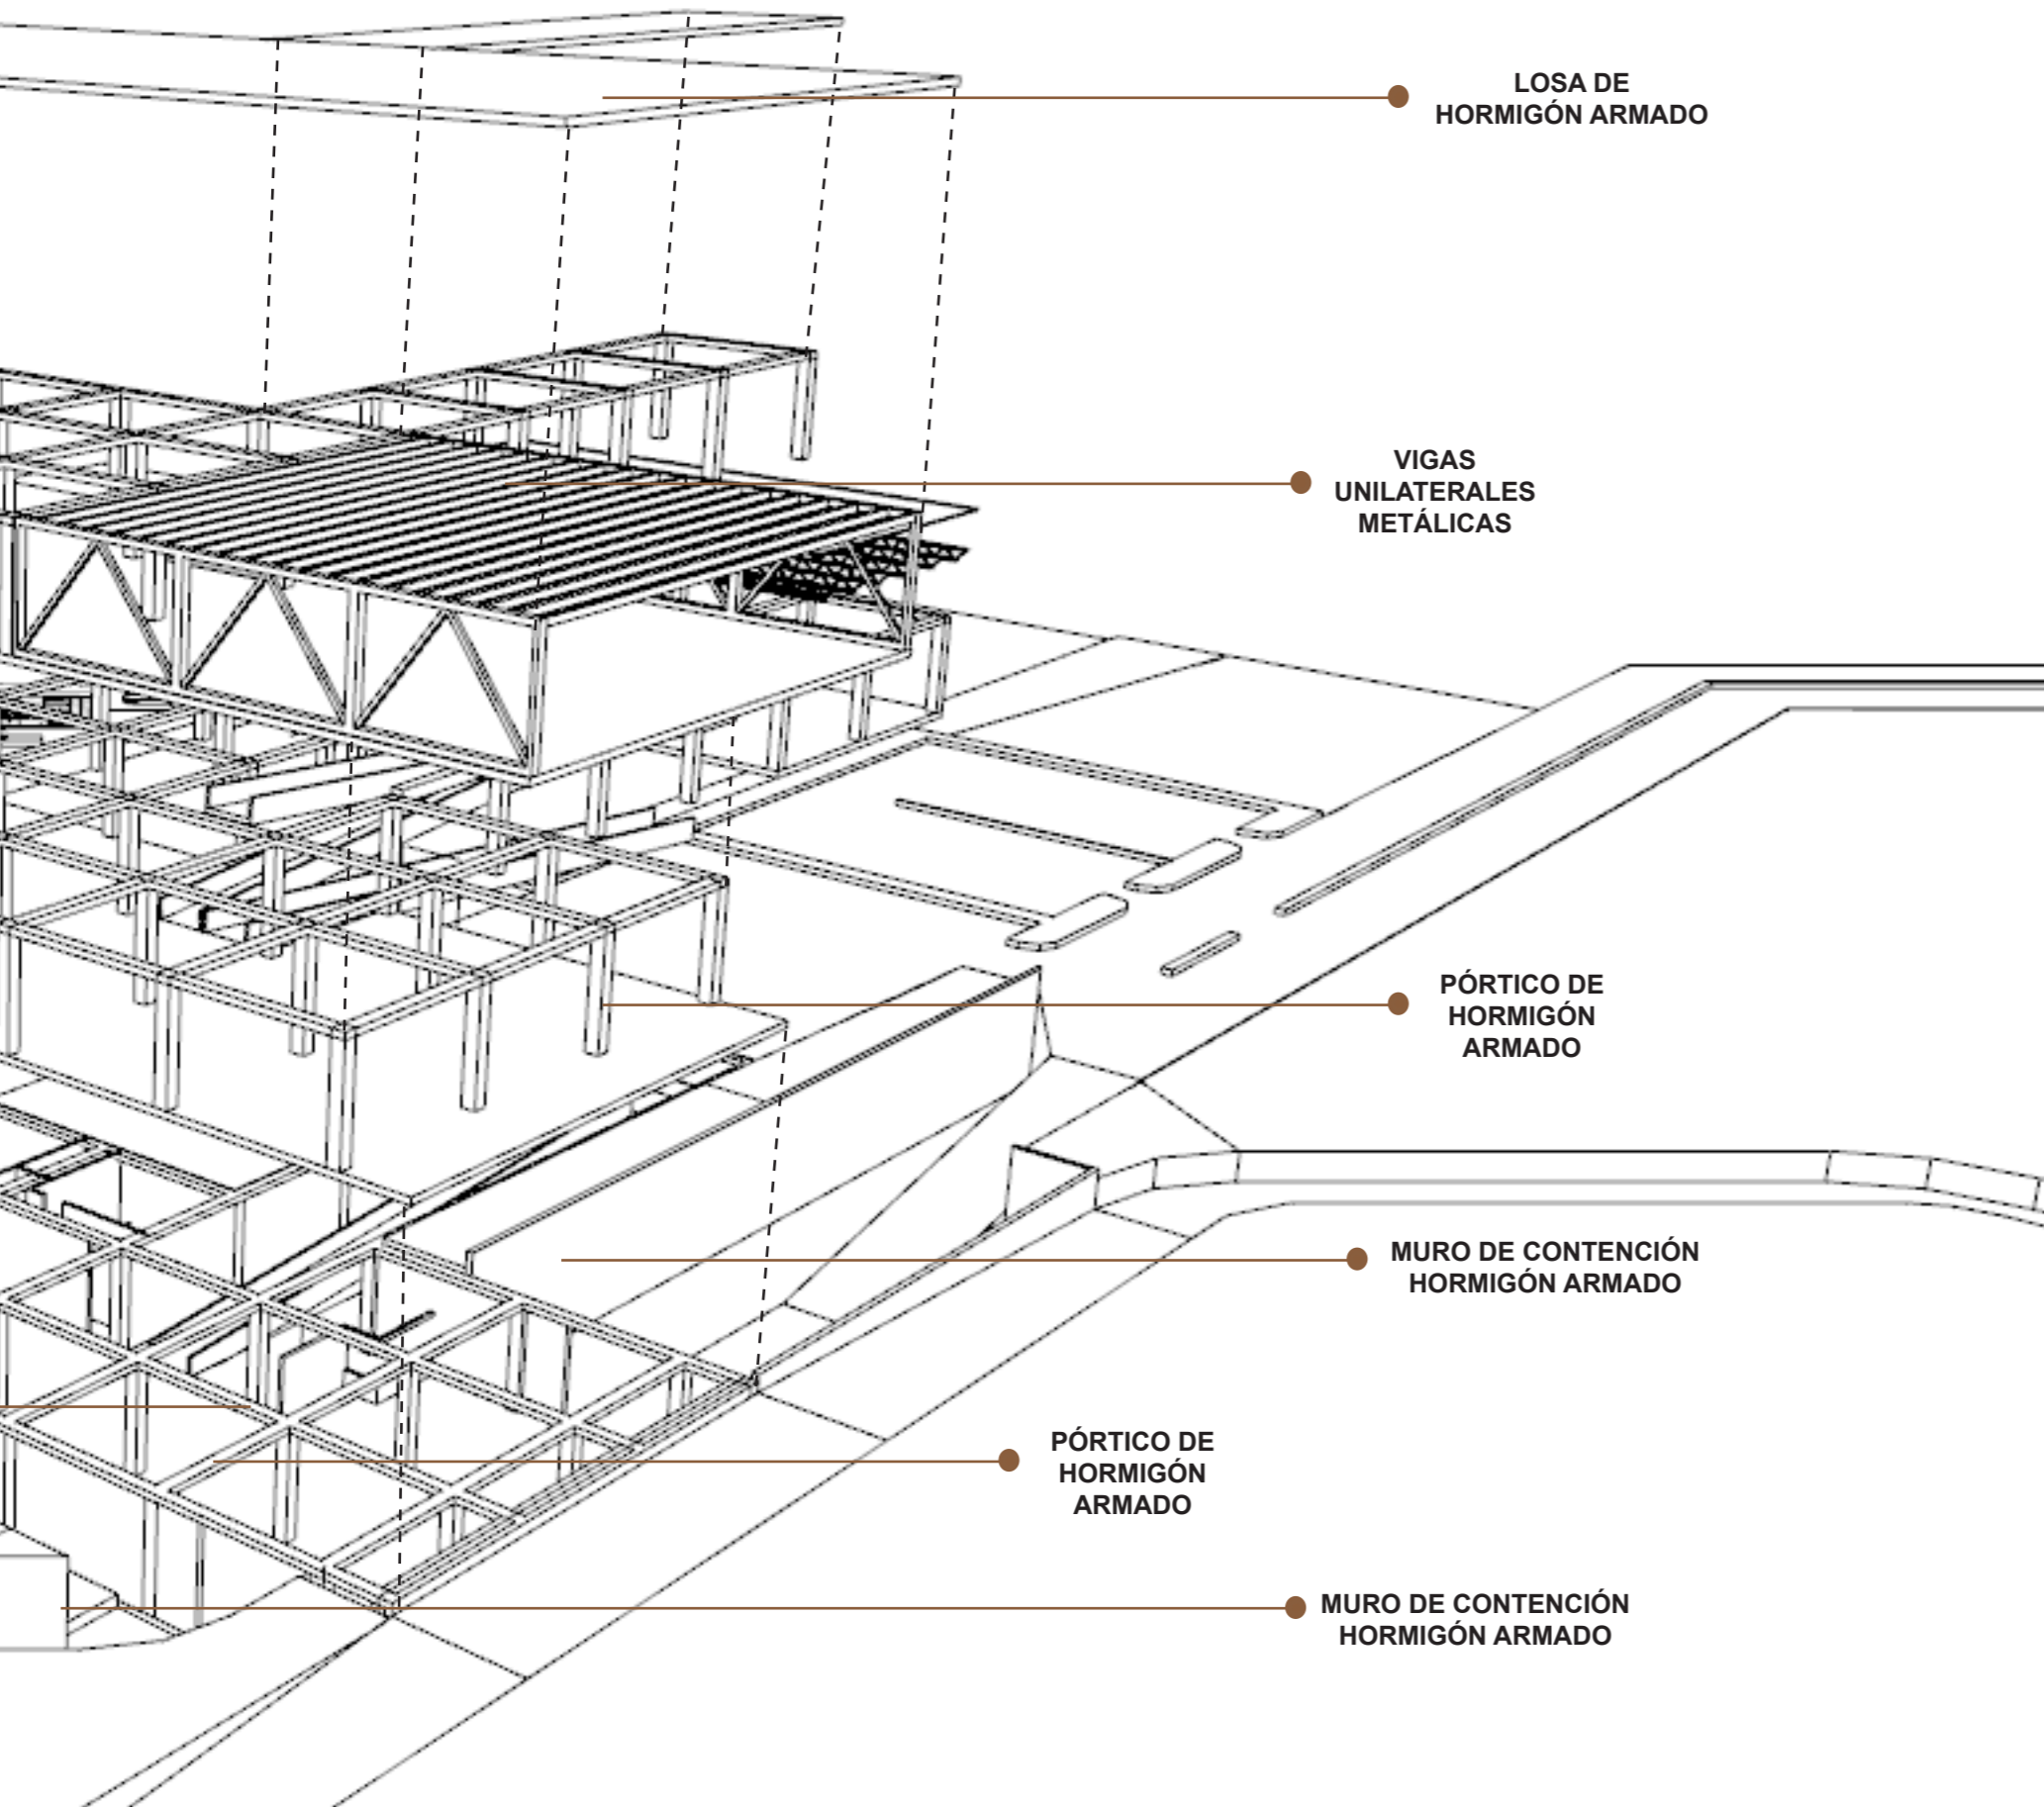 LOSA DE
HORMIGÓN ARMADO
VIGAS
UNILATERALES
METÁLICAS
PÓRTICO DE
HORMIGÓN
ARMADO
MURO DE CONTENCIÓN
HORMIGÓN ARMADO
PÓRTICO DE
HORMIGÓN
ARMADO
MURO DE CONTENCIÓN
HORMIGÓN ARMADO